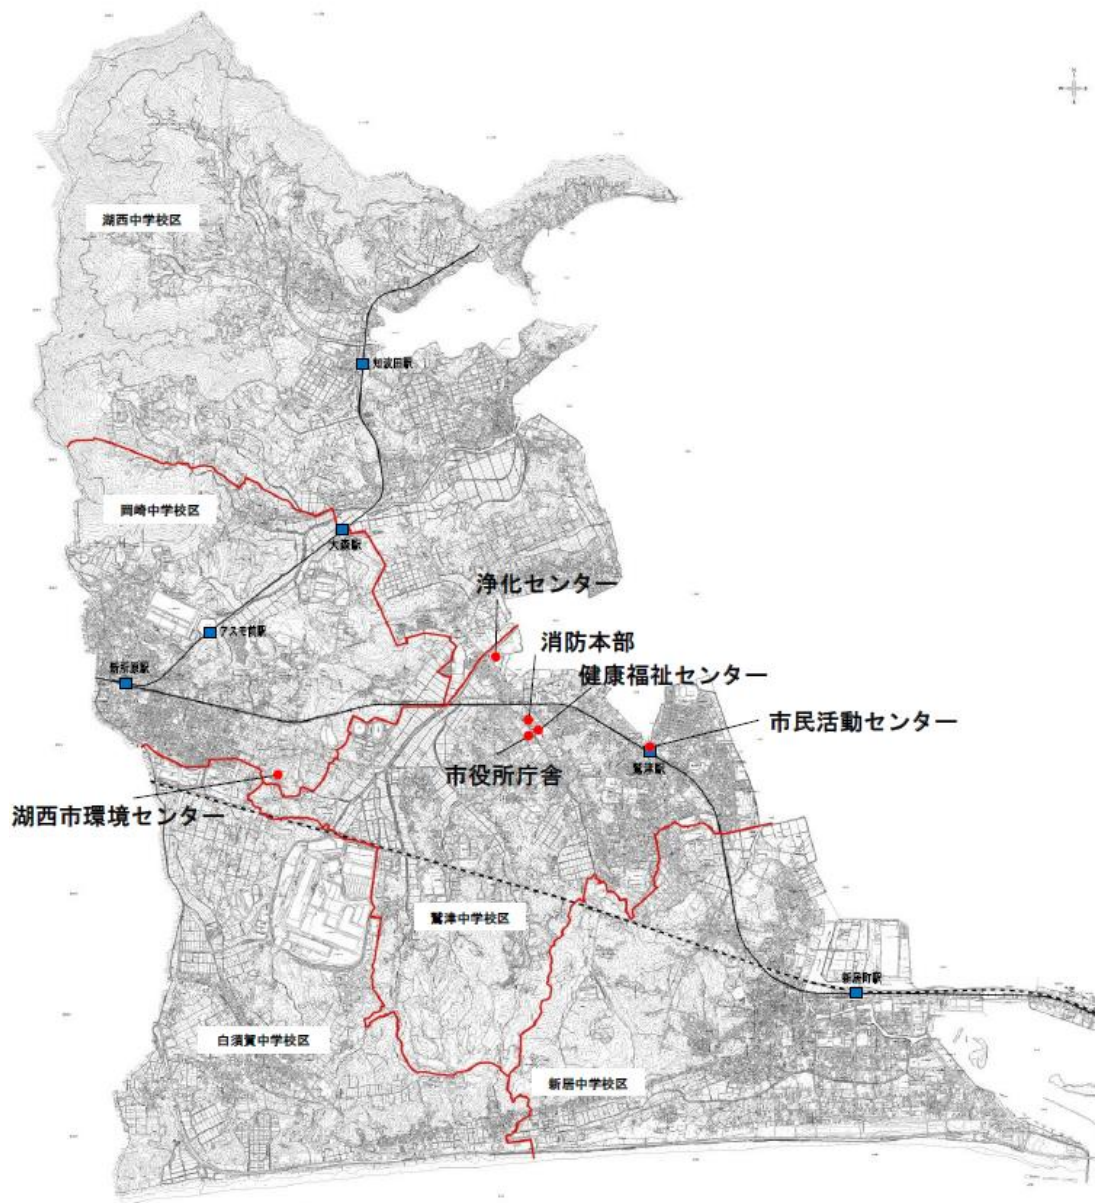 湖西中学校区
知波田駅
岡崎中学校区
大森駅
浄化センター
消防本部
アスモ前駅
健康福祉センター
新所原駅
市民活動センター
鷲津駅
市役所庁舎
湖西市環境センター
鷲津中学校区
新居町駅
白須賀中学校区
新居中学校区